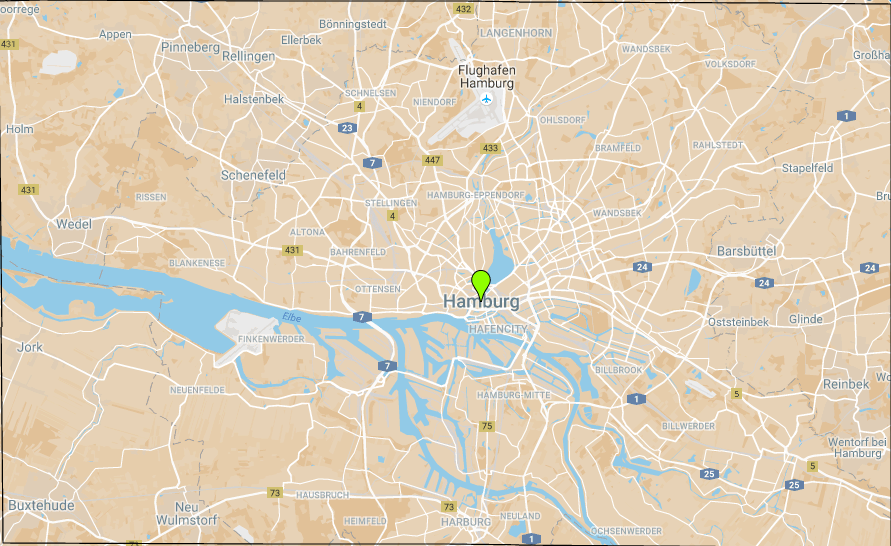 oorrege
432
Appen
Bönningstedt
Ellerbek
LANGENHORN
431
Pinneberg
Rellingen
WANDSBEK
Großha
Flughafen
Hamburg
VOLKSDORF
SCHNELSEN
Halstenbek
NIENDORF
4
1
OHLSDORF
Holm
23
433
BRAMFELD
RAHLSTEDT
447
7
Stapelfeld
Schenefeld
431
RISSEN
HAMBURG-EPPENDORF
Bru
STELLINGEN
4
WANDSBEK
Wedel
ALTONA
431
BAHRENFELD
Barsbüttel
BLANKENESE
24
24
24
OTTENSEN
Hamburg
Elbe
7
HAFENCITY
Oststeinbek
Glinde
FINKENWERDER
Jork
7
BILLBROOK
Reinbek
Wo
NEUENFELDE
HAMBURG-MITTE
5
1
75
BILLWERDER
Wentorf bei
Hamburg
5
25
25
73
HAUSBRUCH
Buxtehude
73
Neu
Wulmstorf
HEIMFELD
HARBURG
NEULAND
OCHSENWERDER
1
73